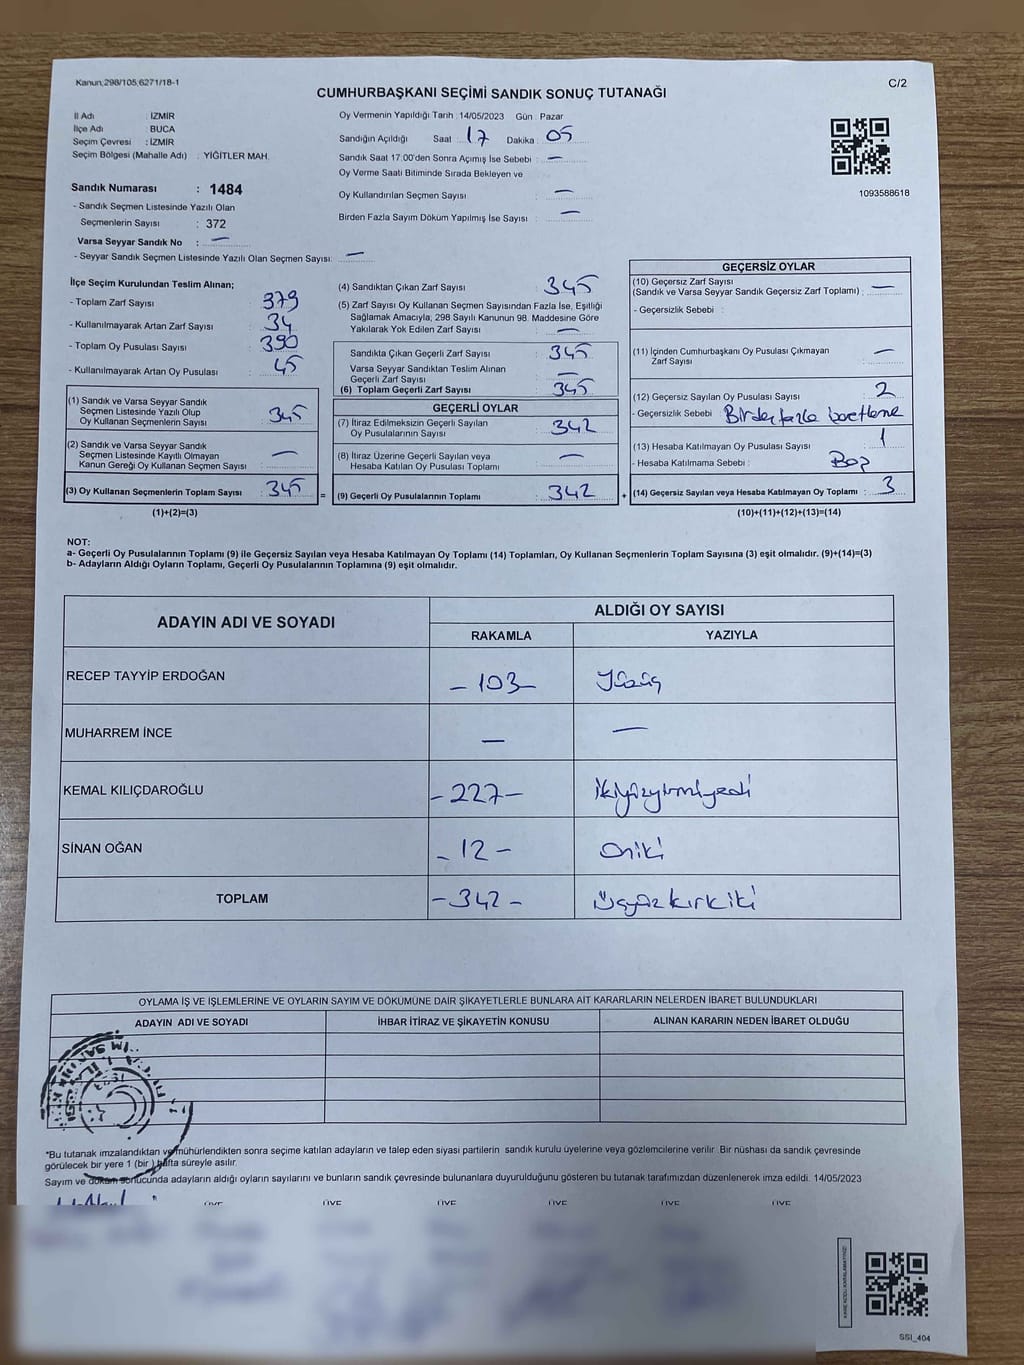 Kanun;298/105,6271/18-1
C/2
CUMHURBAŞKANI SEÇİMİ SANDIK SONUÇ TUTANAĞI
İl Adı : İZMİR
İlçe Adı : BUCA
Seçim Çevresi : İZMİR
Seçim Bölgesi (Mahalle Adı) : YİĞİTLER MAH.
Sandık Numarası : 1484
- Sandık Seçmen Listesinde Yazılı Olan
Seçmenlerin Sayısı : 372
Varsa Seyyar Sandık No : —
- Seyyar Sandık Seçmen Listesinde Yazılı Olan Seçmen Sayısı: —
Oy Vermenin Yapıldığı Tarih :14/05/2023 Gün : Pazar
Sandığın Açıldığı Saat : 17 Dakika : 05
Sandık Saat 17:00'den Sonra Açımış İse Sebebi : —
Oy Verme Saati Bitiminde Sırada Bekleyen ve
Oy Kullandırılan Seçmen Sayısı : —
Birden Fazla Sayım Döküm Yapılmış İse Sayısı : —
1093588618
İlçe Seçim Kurulundan Teslim Alınan;
- Toplam Zarf Sayısı : 379
- Kullanılmayarak Artan Zarf Sayısı : 34
- Toplam Oy Pusulası Sayısı : 390
- Kullanılmayarak Artan Oy Pusulası : 45
(1) Sandık ve Varsa Seyyar Sandık
Seçmen Listesinde Yazılı Olup
Oy Kullanan Seçmenlerin Sayısı : 345
(2) Sandık ve Varsa Seyyar Sandık
Seçmen Listesinde Kayıtlı Olmayan
Kanun Gereği Oy Kullanan Seçmen Sayısı : —
(3) Oy Kullanan Seçmenlerin Toplam Sayısı : 345 =
(1)+(2)=(3)
(4) Sandıktan Çıkan Zarf Sayısı : 345
(5) Zarf Sayısı Oy Kullanan Seçmen Sayısından Fazla İse, Eşitliği
Sağlamak Amacıyla; 298 Sayılı Kanunun 98. Maddesine Göre
Yakılarak Yok Edilen Zarf Sayısı : —
Sandıkta Çıkan Geçerli Zarf Sayısı : 345
Varsa Seyyar Sandıktan Teslim Alınan
Geçerli Zarf Sayısı : —
(6) Toplam Geçerli Zarf Sayısı : 345
GEÇERLİ OYLAR
(7) İtiraz Edilmeksizin Geçerli Sayılan
Oy Pusulalarının Sayısı : 342
(8) İtiraz Üzerine Geçerli Sayılan veya
Hesaba Katılan Oy Pusulası Toplamı : —
(9) Geçerli Oy Pusulalarının Toplamı : 342 +
GEÇERSİZ OYLAR
(10) Geçersiz Zarf Sayısı
(Sandık ve Varsa Seyyar Sandık Geçersiz Zarf Toplamı) : —
- Geçersizlik Sebebi :
(11) İçinden Cumhurbaşkanı Oy Pusulası Çıkmayan
Zarf Sayısı : —
(12) Geçersiz Sayılan Oy Pusulası Sayısı : 2
- Geçersizlik Sebebi : Birden fazla
(13) Hesaba Katılmayan Oy Pusulası Sayısı : 1
- Hesaba Katılmama Sebebi : Boş
(14) Geçersiz Sayılan veya Hesaba Katılmayan Oy Toplamı : 3
(10)+(11)+(12)+(13)=(14)
NOT:
a- Geçerli Oy Pusulalarının Toplamı (9) ile Geçersiz Sayılan veya Hesaba Katılmayan Oy Toplamı (14) Toplamları, Oy Kullanan Seçmenlerin Toplam Sayısına (3) eşit olmalıdır. (9)+(14)=(3)
b- Adayların Aldığı Oyların Toplamı, Geçerli Oy Pusulalarının Toplamına (9) eşit olmalıdır.
ADAYIN ADI VE SOYADI
ALDIĞI OY SAYISI
RAKAMLA YAZIYLA
RECEP TAYYİP ERDOĞAN - 103 - Yüzüç
MUHARREM İNCE — —
KEMAL KILIÇDAROĞLU - 227 - İkiyüzyirmiyedi
SİNAN OĞAN - 12 - Oniki
TOPLAM - 342 - Üçyüzkırkiki
OYLAMA İŞ VE İŞLEMLERİNE VE OYLARIN SAYIM VE DÖKÜMÜNE DAİR ŞİKAYETLERLE BUNLARA AİT KARARLARIN NELERDEN İBARET BULUNDUKLARI
ADAYIN ADI VE SOYADI İHBAR İTİRAZ VE ŞİKAYETİN KONUSU ALINAN KARARIN NEDEN İBARET OLDUĞU
*Bu tutanak imzalandıktan ve mühürlendikten sonra seçime katılan adayların ve talep eden siyasi partilerin sandık kurulu üyelerine veya gözlemcilerine verilir. Bir nüshası da sandık çevresinde
görülecek bir yere 1 (bir ) hafta süreyle asılır.
Sayım ve döküm sonucunda adayların aldığı oyların sayılarını ve bunların sandık çevresinde bulunanlara duyurulduğunu gösteren bu tutanak tarafımızdan düzenlenerek imza edildi. 14/05/2023
ÜYE ÜYE ÜYE ÜYE ÜYE ÜYE
SSİ_404